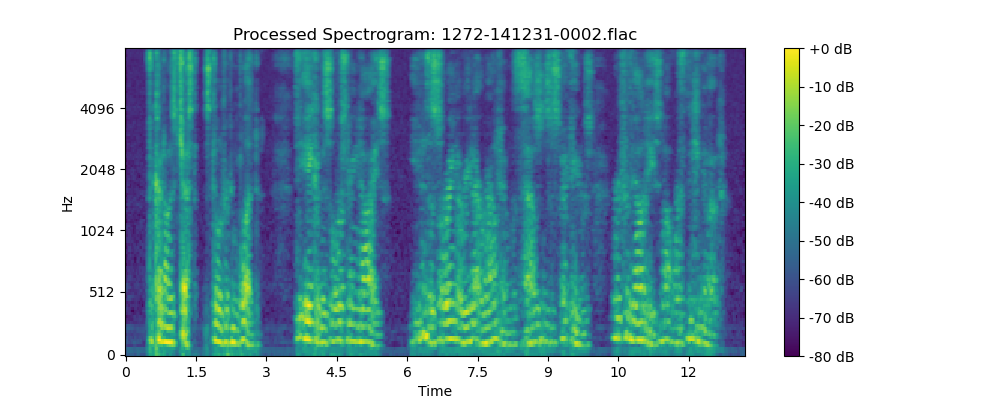 Processed Spectrogram: 1272-141231-0002.flac
Hz
4096
2048
1024
512
0
0 1.5 3 4.5 6 7.5 9 10 12
Time
+0 dB
-10 dB
-20 dB
-30 dB
-40 dB
-50 dB
-60 dB
-70 dB
-80 dB